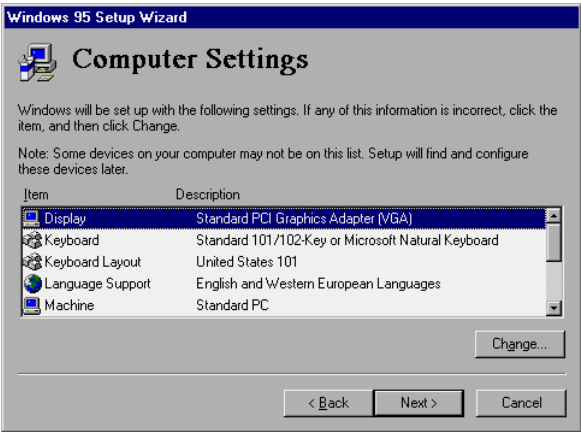 Windows 95 Setup Wizard
Computer Settings
Windows will be set up with the following settings. If any of this information is incorrect, click the
item, and then click Change.
Note: Some devices on your computer may not be on this list. Setup will find and configure
these devices later.
Item Description
Display Standard PCI Graphics Adapter (VGA)
Keyboard Standard 101/102-Key or Microsoft Natural Keyboard
Keyboard Layout United States 101
Language Support English and Western European Languages
Machine Standard PC
Change...
< Back Next > Cancel